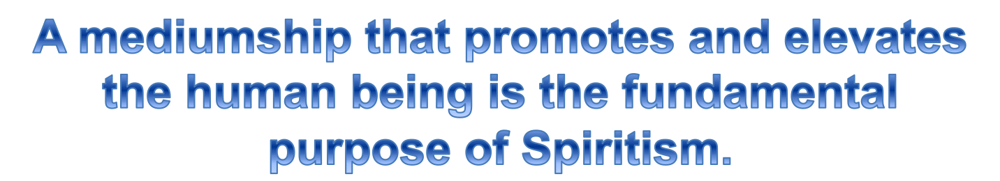 A mediumship that promotes and elevates
the human being is the fundamental
purpose of Spiritism.